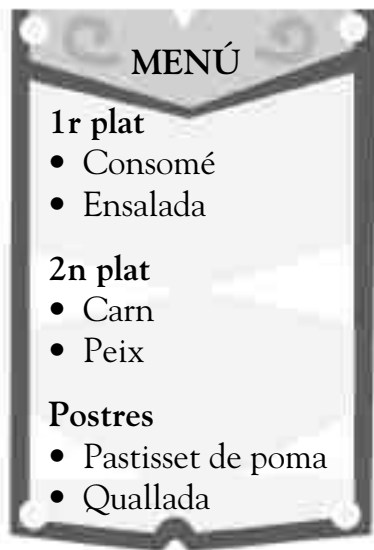 MENÚ
1r plat
• Consomé
• Ensalada
2n plat
• Carn
• Peix
Postres
• Pastisset de poma
• Quallada